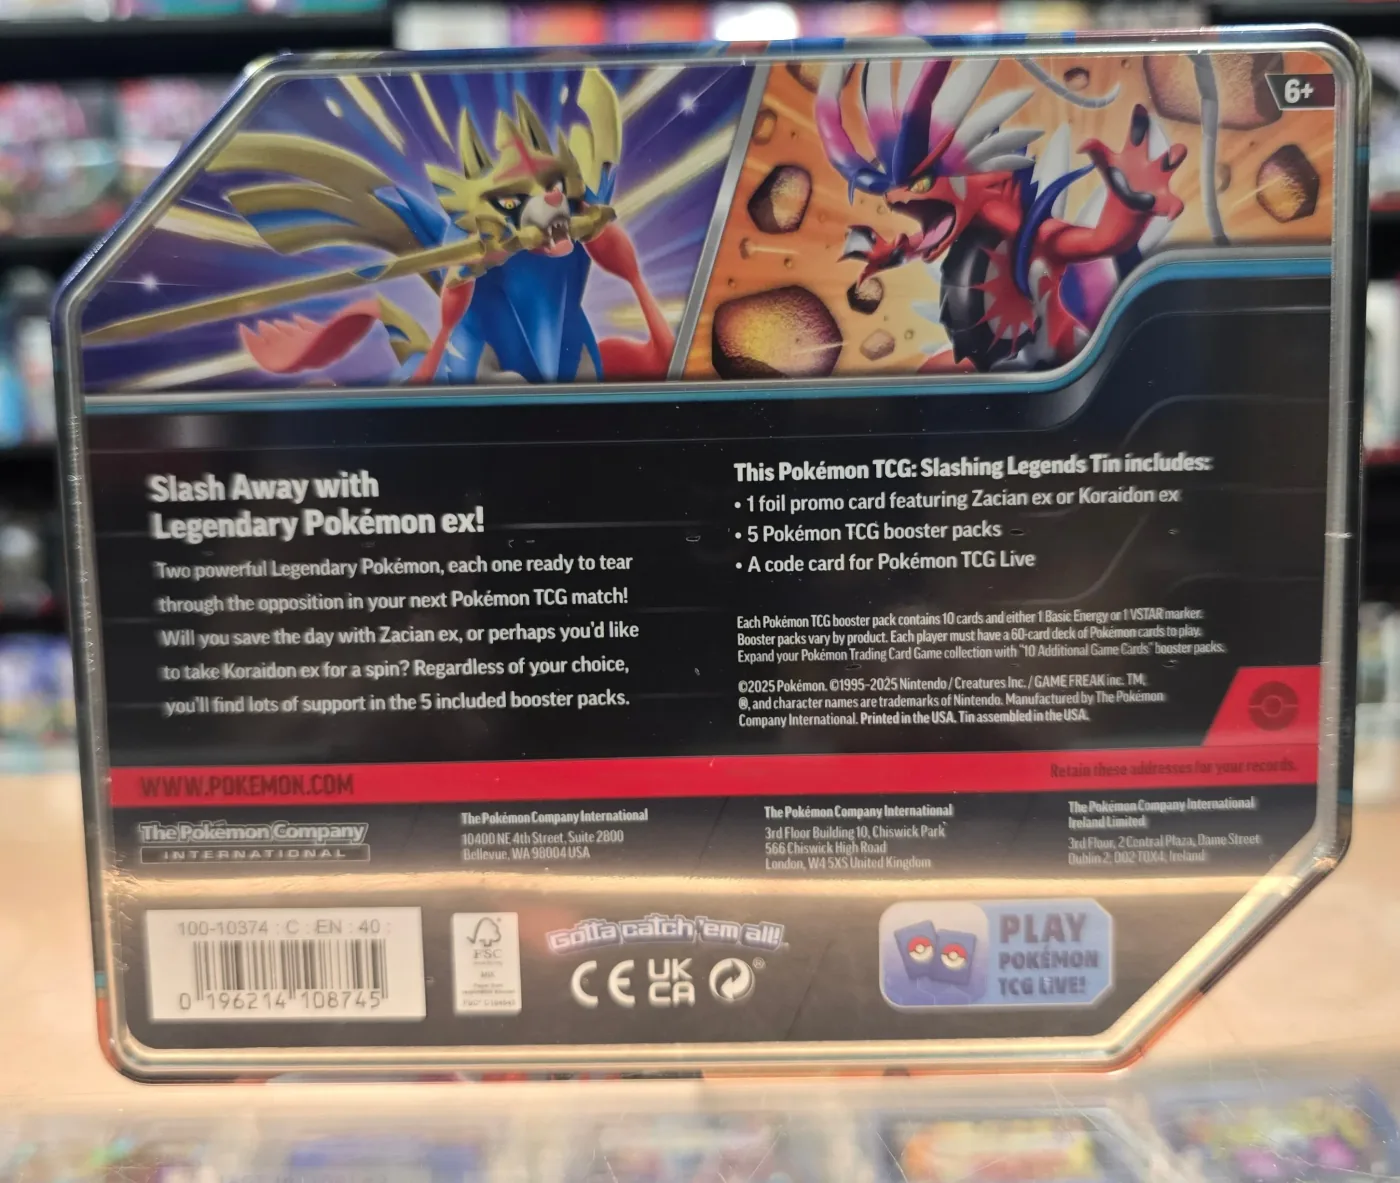 6+
Slash Away with
Legendary Pokémon ex!
Two powerful Legendary Pokémon, each one ready to tear
through the opposition in your next Pokémon TCG match!
Will you save the day with Zacian ex, or perhaps you'd like
to take Koraidon ex for a spin? Regardless of your choice,
you'll find lots of support in the 5 included booster packs.
This Pokémon TCG: Slashing Legends Tin includes:
• 1 foil promo card featuring Zacian ex or Koraidon ex
• 5 Pokémon TCG booster packs
• A code card for Pokémon TCG Live
Each Pokémon TCG booster pack contains 10 cards and either 1 Basic Energy or 1 VSTAR marker.
Booster packs vary by product. Each player must have a 60-card deck of Pokémon cards to play.
Expand your Pokémon Trading Card Game collection with "10 Additional Game Cards" booster packs.
©2025 Pokémon. ©1995-2025 Nintendo / Creatures Inc. / GAME FREAK inc. TM,
®, and character names are trademarks of Nintendo. Manufactured by The Pokémon
Company International. Printed in the USA. Tin assembled in the USA.
WWW.POKEMON.COM
Retain these addresses for your records.
The Pokémon Company
INTERNATIONAL
The Pokémon Company International
10400 NE 4th Street, Suite 2800
Bellevue, WA 98004 USA
The Pokémon Company International
3rd Floor Building 10, Chiswick Park
566 Chiswick High Road
London, W4 5XS United Kingdom
The Pokémon Company International
Ireland Limited
3rd Floor, 2 Central Plaza, Dame Street
Dublin 2, D02 T0X4, Ireland
100-10374 : C : EN : 40 :
0 196214 108745
FSC
Gotta catch 'em all!
CE UK
CA
PLAY
POKÉMON
TCG LIVE!